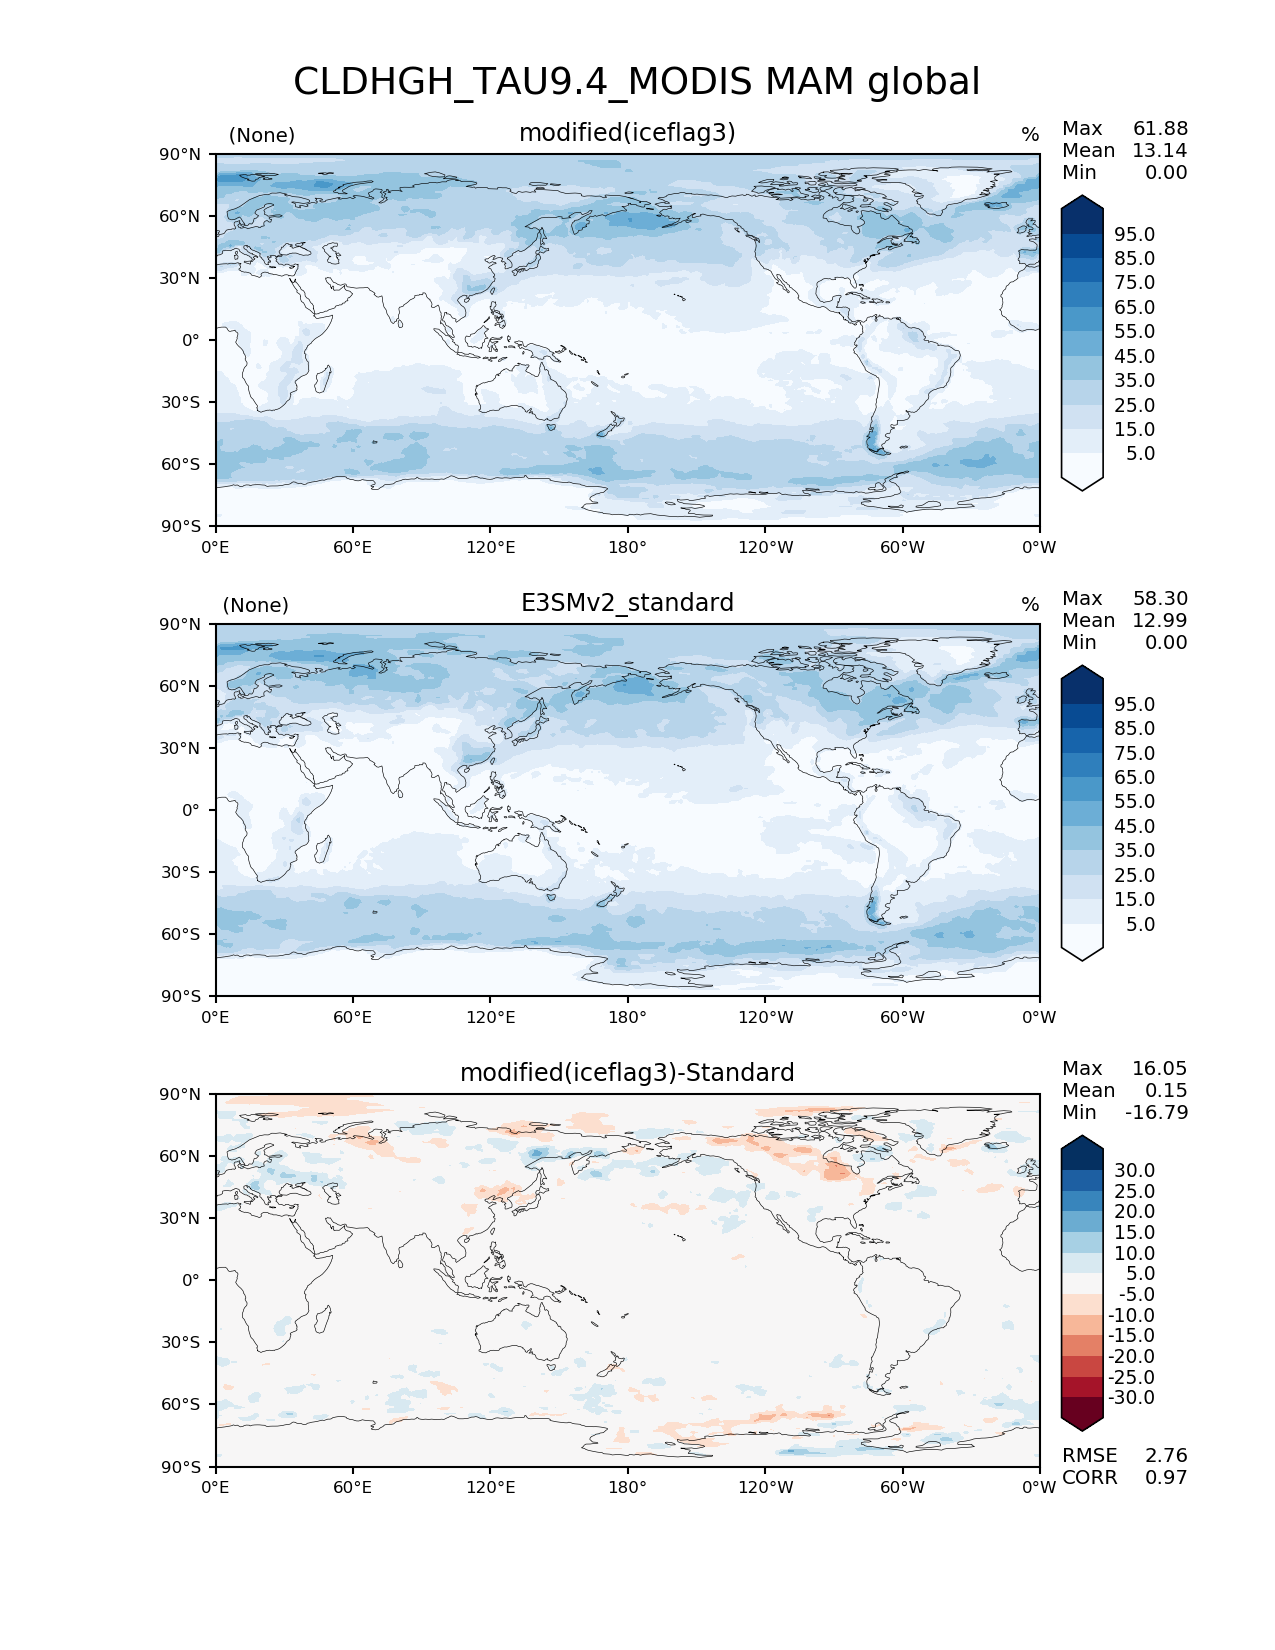 CLDHGH_TAU9.4_MODIS MAM global
(None) modified(iceflag3) %
Max 61.88
Mean 13.14
Min 0.00
90°N
60°N
30°N
0°
30°S
60°S
90°S
0°E 60°E 120°E 180° 120°W 60°W 0°W
95.0
85.0
75.0
65.0
55.0
45.0
35.0
25.0
15.0
5.0
(None) E3SMv2_standard %
Max 58.30
Mean 12.99
Min 0.00
90°N
60°N
30°N
0°
30°S
60°S
90°S
0°E 60°E 120°E 180° 120°W 60°W 0°W
95.0
85.0
75.0
65.0
55.0
45.0
35.0
25.0
15.0
5.0
modified(iceflag3)-Standard
Max 16.05
Mean 0.15
Min -16.79
90°N
60°N
30°N
0°
30°S
60°S
90°S
0°E 60°E 120°E 180° 120°W 60°W 0°W
30.0
25.0
20.0
15.0
10.0
5.0
-5.0
-10.0
-15.0
-20.0
-25.0
-30.0
RMSE 2.76
CORR 0.97